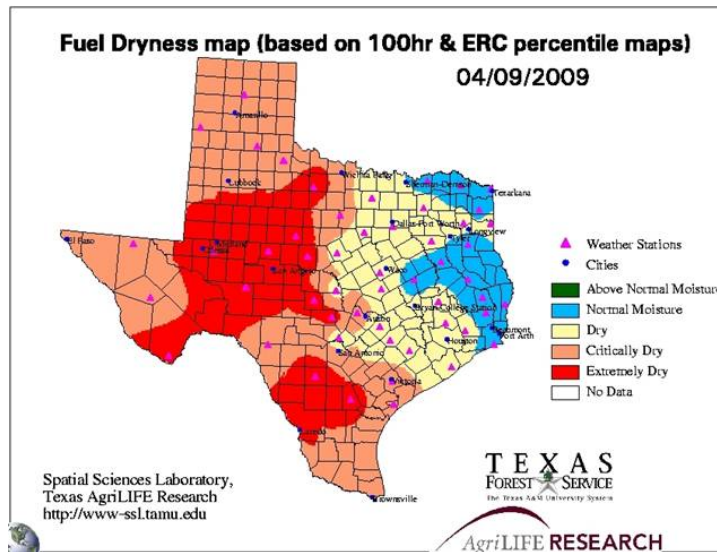 Fuel Dryness map (based on 100hr & ERC percentile maps)
04/09/2009
Amarillo
Lubbock
Wichita Falls
Sherman-Denison
Texarkana
Dallas-Fort Worth
Longview
Tyler
El Paso
Midland
Odessa
San Angelo
Waco
Bryan-College Station
Austin
Beaumont
Port Arth
Houston
San Antonio
Victoria
Laredo
Brownsville
Weather Stations
Cities
Above Normal Moisture
Normal Moisture
Dry
Critically Dry
Extremely Dry
No Data
Spatial Sciences Laboratory,
Texas AgriLIFE Research
http://www-ssl.tamu.edu
TEXAS
FOREST SERVICE
The Texas A&M University System
AgriLIFE RESEARCH